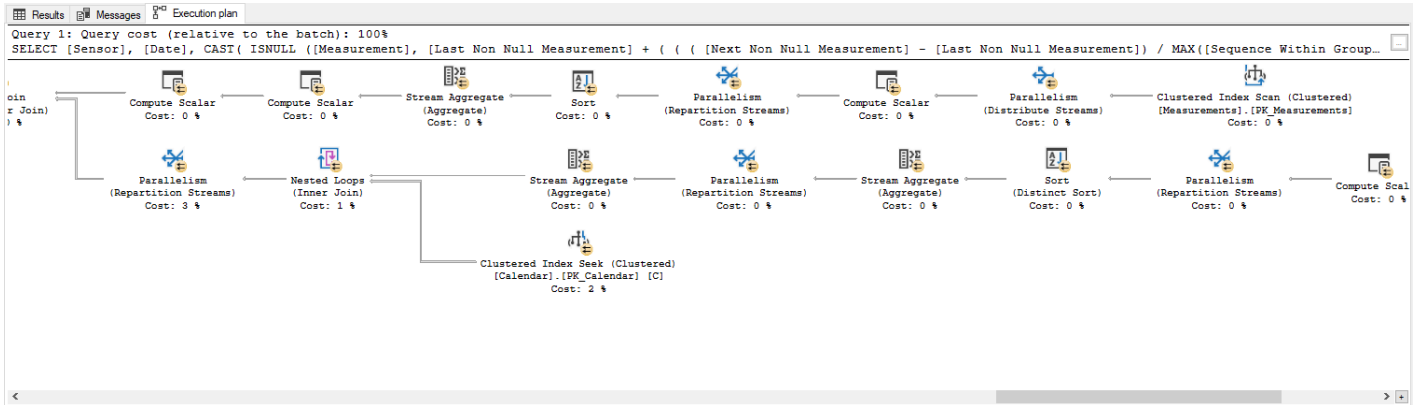 Results Messages Execution plan
Query 1: Query cost (relative to the batch): 100%
SELECT [Sensor], [Date], CAST( ISNULL ([Measurement], [Last Non Null Measurement] + ( ( ( [Next Non Null Measurement] - [Last Non Null Measurement]) / MAX([Sequence Within Group…
oin
r Join)
) %
Compute Scalar
Cost: 0 %
Compute Scalar
Cost: 0 %
Stream Aggregate
(Aggregate)
Cost: 0 %
Sort
Cost: 0 %
Parallelism
(Repartition Streams)
Cost: 0 %
Compute Scalar
Cost: 0 %
Parallelism
(Distribute Streams)
Cost: 0 %
Clustered Index Scan (Clustered)
[Measurements].[PK_Measurements]
Cost: 0 %
Parallelism
(Repartition Streams)
Cost: 3 %
Nested Loops
(Inner Join)
Cost: 1 %
Stream Aggregate
(Aggregate)
Cost: 0 %
Parallelism
(Repartition Streams)
Cost: 0 %
Stream Aggregate
(Aggregate)
Cost: 0 %
Sort
(Distinct Sort)
Cost: 0 %
Parallelism
(Repartition Streams)
Cost: 0 %
Compute Scal
Cost: 0 %
Clustered Index Seek (Clustered)
[Calendar].[PK_Calendar] [C]
Cost: 2 %